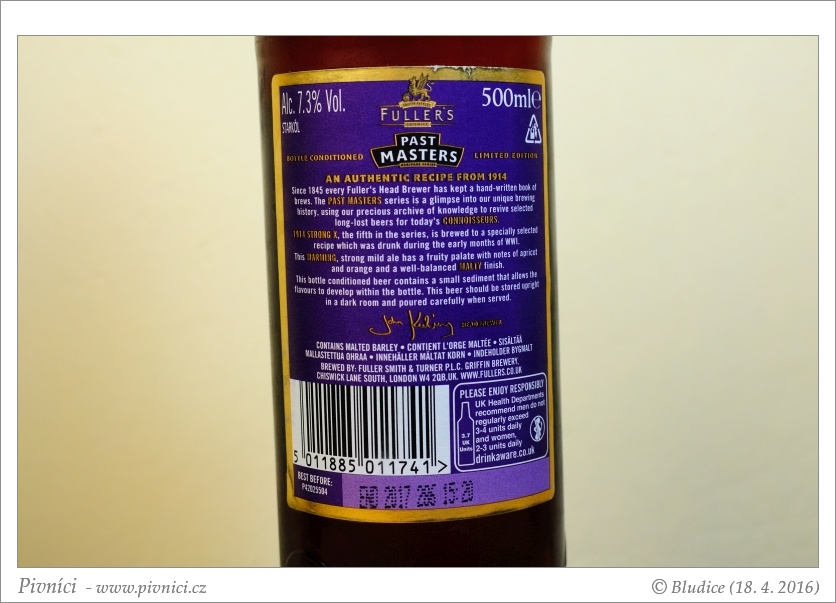 Alc. 7.3% Vol.
STARKÖL
FULLER'S
500ml e
PAST
MASTERS
BOTTLE CONDITIONED
LIMITED EDITION
AN AUTHENTIC RECIPE FROM 1914
Since 1845 every Fuller's Head Brewer has kept a hand-written book of
brews. The PAST MASTERS series is a glimpse into our unique brewing
history, using our precious archive of knowledge to revive selected
long-lost beers for today's CONNOISSEURS.
1914 STRONG X, the fifth in the series, is brewed to a specially selected
recipe which was drunk during the early months of WWI.
This WARMING, strong mild ale has a fruity palate with notes of apricot
and orange and a well-balanced MALTY finish.
This bottle conditioned beer contains a small sediment that allows the
flavours to develop within the bottle. This beer should be stored upright
in a dark room and poured carefully when served.
John Keeling HEAD BREWER
CONTAINS MALTED BARLEY • CONTIENT L'ORGE MALTÉE • SISÄLTÄÄ
MALLASTETTUA OHRAA • INNEHÅLLER MÄLTAT KORN • INDEHOLDER BYGMALT
BREWED BY: FULLER SMITH & TURNER P.L.C. GRIFFIN BREWERY,
CHISWICK LANE SOUTH, LONDON W4 2QB.UK. WWW.FULLERS.CO.UK
PLEASE ENJOY RESPONSIBLY
UK Health Departments
recommend men do not
regularly exceed
3-4 units daily
and women,
2-3 units daily
3.7
UK
Units
drinkaware.co.uk
5 011885 011741 >
BEST BEFORE:
P42025504
END 2017 286 15:20
Pivníci - www.pivnici.cz
© Bludice (18. 4. 2016)